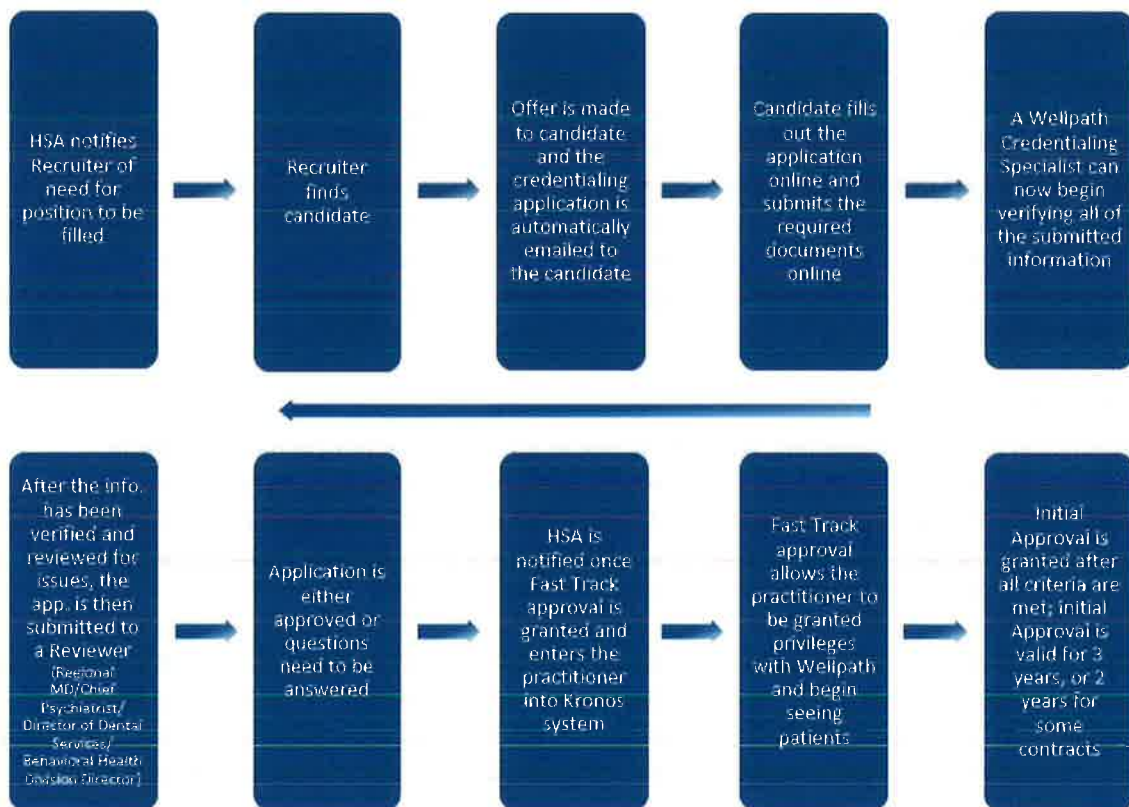 HSA notifies
Recruiter of
need for
position to be
filled
Recruiter
finds
candidate
Offer is made
to candidate
and the
credentialing
application is
automatically
emailed to
the candidate
Candidate fills
out the
application
online and
submits the
required
documents
online
A Wellpath
Credentialing
Specialist can
now begin
verifying all of
the submitted
information
After the info.
has been
verified and
reviewed for
issues, the
app. is then
submitted to
a Reviewer
(Regional
MD/Chief
Psychiatrist/
Director of Dental
Services/
Behavioral Health
Director)
Application is
either
approved or
questions
need to be
answered
HSA is
notified once
Fast Track
approval is
granted and
enters the
practitioner
into Kronos
system
Fast Track
approval
allows the
practitioner to
be granted
privileges
with Wellpath
and begin
seeing
patients
Initial
Approval is
granted after
all criteria are
met; initial
Approval is
valid for 3
years, or 2
years for
some
contracts